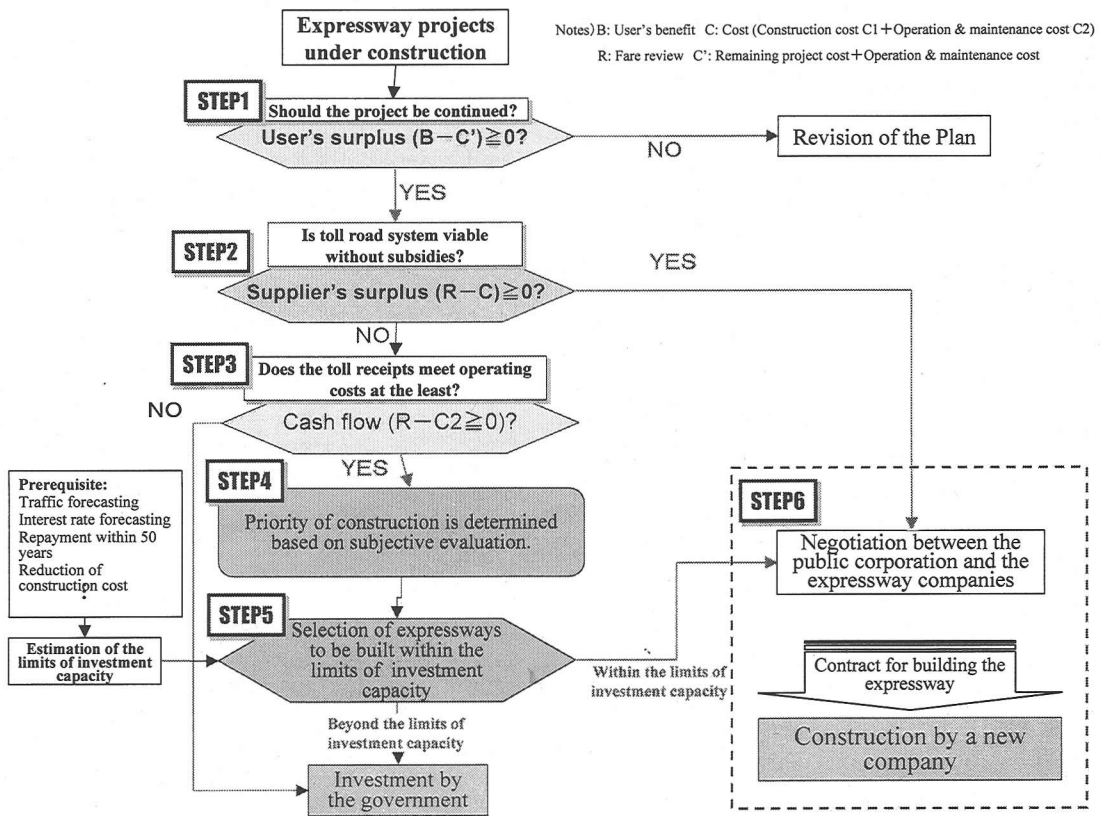 Expressway projects
under construction
Notes) B: User's benefit C: Cost (Construction cost C1＋Operation & maintenance cost C2)
R: Fare review C': Remaining project cost＋Operation & maintenance cost
STEP1
Should the project be continued?
User's surplus (B－C')≧0?
NO
Revision of the Plan
YES
STEP2
Is toll road system viable
without subsidies?
YES
Supplier's surplus (R－C)≧0?
NO
STEP3
Does the toll receipts meet operating
costs at the least?
NO
Cash flow (R－C2≧0)?
YES
Prerequisite:
Traffic forecasting
Interest rate forecasting
Repayment within 50
years
Reduction of
construction cost
STEP4
Priority of construction is determined
based on subjective evaluation.
STEP6
Negotiation between the
public corporation and the
expressway companies
STEP5
Selection of expressways
to be built within the
limits of investment
capacity
Estimation of the
limits of investment
capacity
Within the limits of
investment capacity
Contract for building the
expressway
Beyond the limits of
investment capacity
Construction by a new
company
Investment by
the government